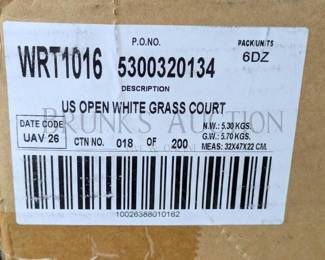 P.O.NO.
PACK/UNITS
WRT1016 5300320134 6DZ
DESCRIPTION
US OPEN WHITE GRASS COURT
BRUNK'S AUCTION
DATE CODE
UAV 26
CTN NO. 018 OF 200
N.W.: 5.30 KGS.
G.W.: 5.70 KGS.
MEAS: 32X47X22 CM.
10026388010162